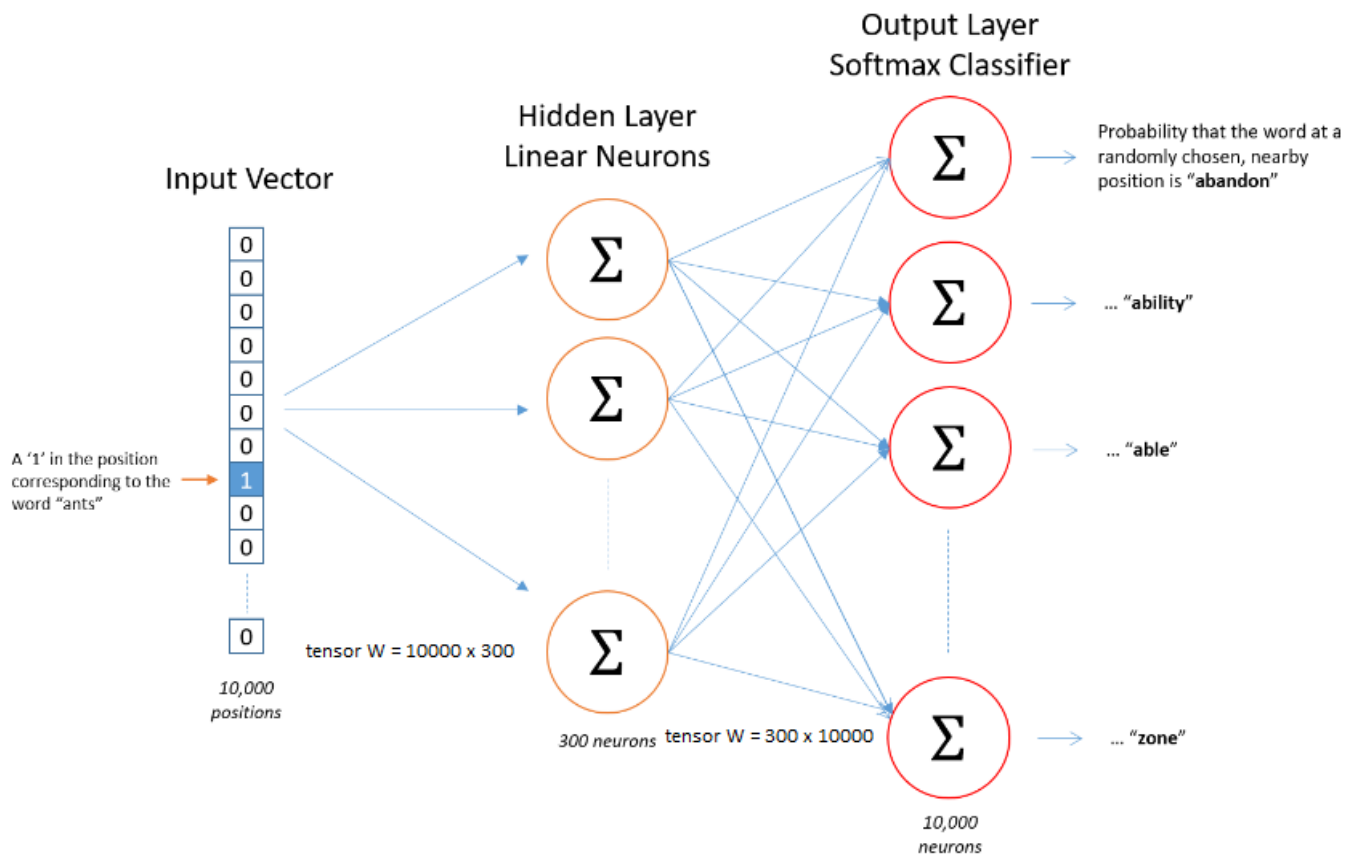 Output Layer
Softmax Classifier
Hidden Layer
Linear Neurons
Input Vector
0
0
0
0
0
0
0
1
0
0
0
A ‘1’ in the position
corresponding to the
word “ants”
10,000
positions
tensor W = 10000 x 300
Σ
Σ
Σ
300 neurons
tensor W = 300 x 10000
Σ
Σ
Σ
Σ
10,000
neurons
Probability that the word at a
randomly chosen, nearby
position is “abandon”
... “ability”
... “able”
... “zone”